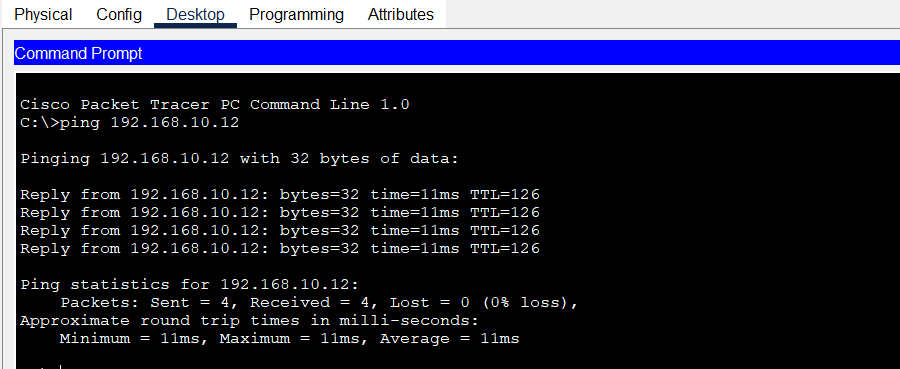 Physical Config Desktop Programming Attributes
Command Prompt
Cisco Packet Tracer PC Command Line 1.0
C:\>ping 192.168.10.12
Pinging 192.168.10.12 with 32 bytes of data:
Reply from 192.168.10.12: bytes=32 time=11ms TTL=126
Reply from 192.168.10.12: bytes=32 time=11ms TTL=126
Reply from 192.168.10.12: bytes=32 time=11ms TTL=126
Reply from 192.168.10.12: bytes=32 time=11ms TTL=126
Ping statistics for 192.168.10.12:
    Packets: Sent = 4, Received = 4, Lost = 0 (0% loss),
Approximate round trip times in milli-seconds:
    Minimum = 11ms, Maximum = 11ms, Average = 11ms